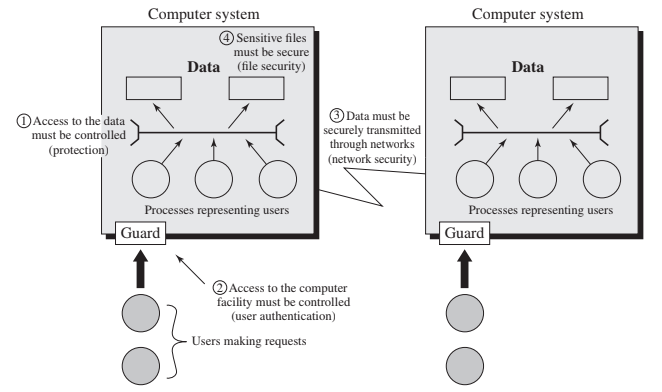 Computer system
④ Sensitive files
must be secure
(file security)
Data
① Access to the data
must be controlled
(protection)
Processes representing users
Guard
② Access to the computer
facility must be controlled
(user authentication)
Users making requests
③ Data must be
securely transmitted
through networks
(network security)
Computer system
Data
Processes representing users
Guard